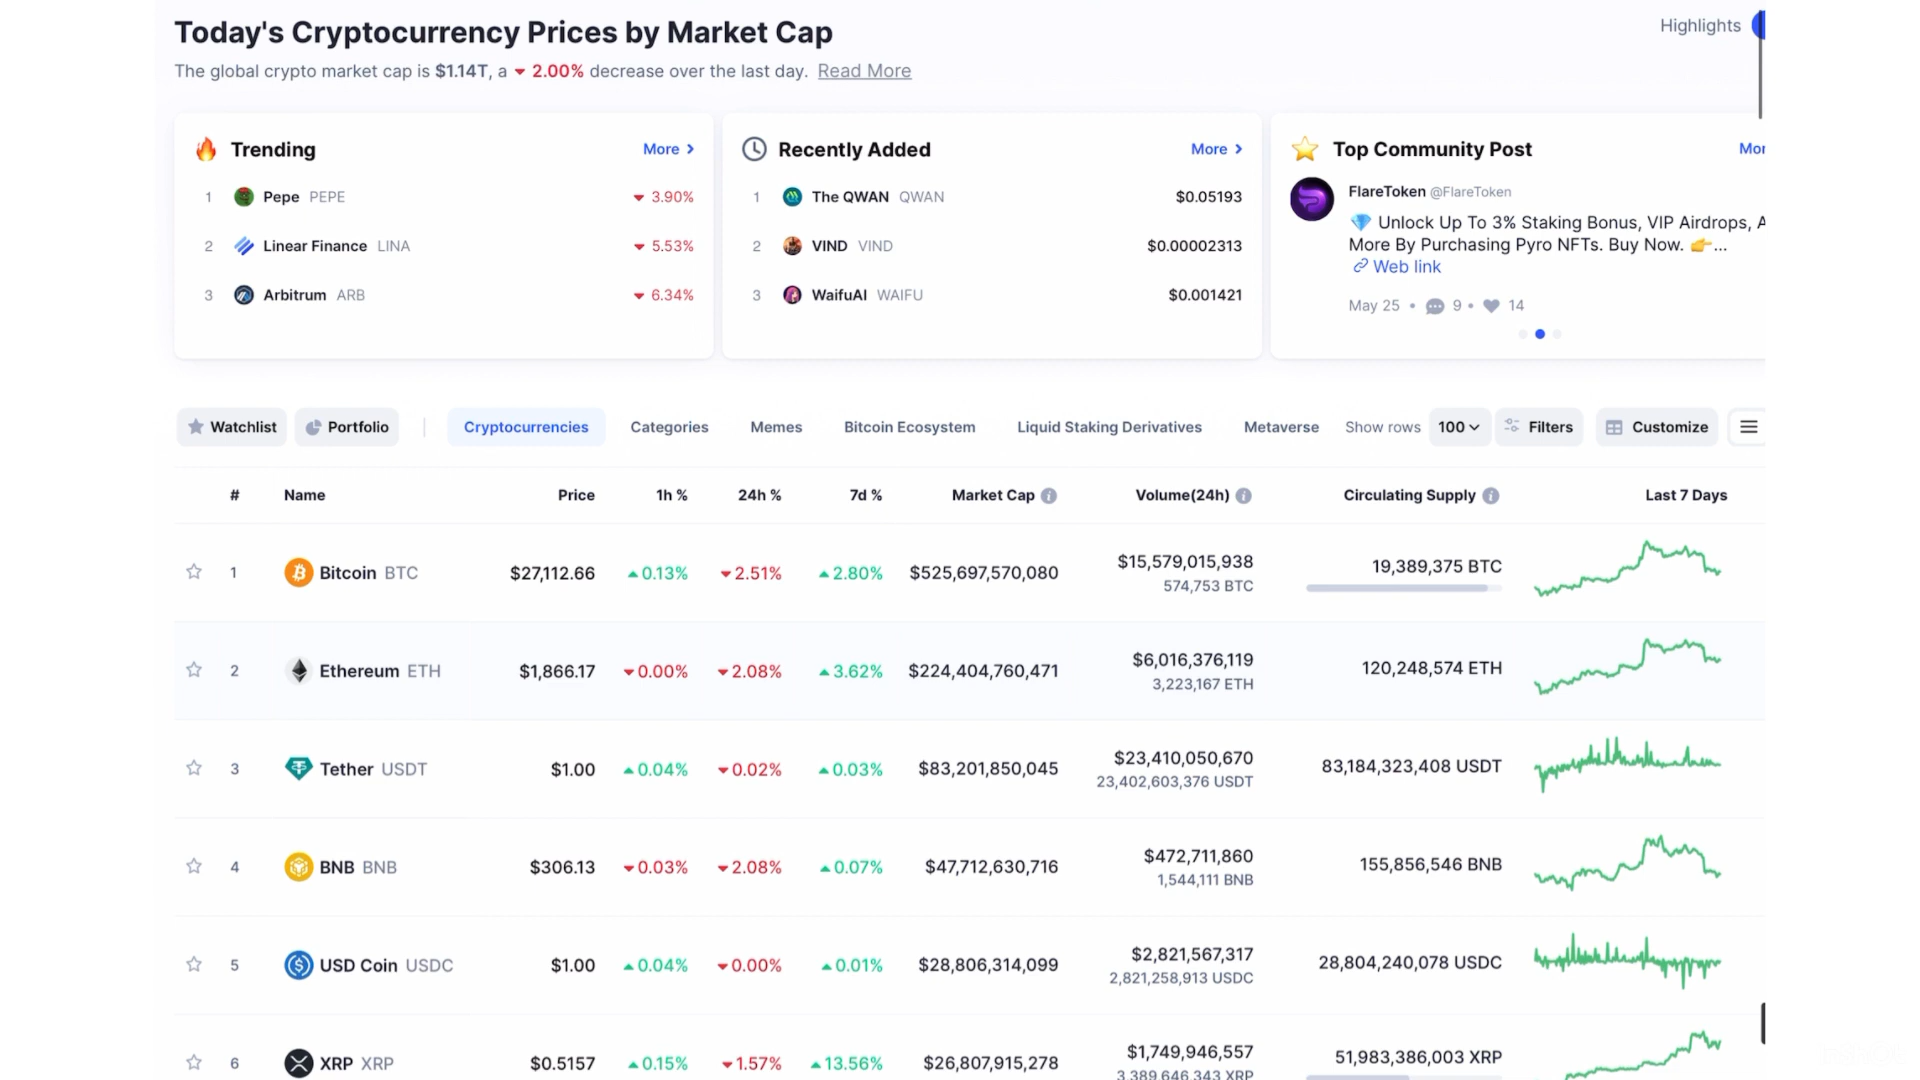 Today's Cryptocurrency Prices by Market Cap
Highlights
The global crypto market cap is $1.14T, a 2.00% decrease over the last day. Read More
Trending
More
1 Pepe PEPE 3.90%
2 Linear Finance LINA 5.53%
3 Arbitrum ARB 6.34%
Recently Added
More
1 The QWAN QWAN $0.05193
2 VIND VIND $0.00002313
3 WaifuAI WAIFU $0.001421
Top Community Post
Mor
FlareToken @FlareToken
Unlock Up To 3% Staking Bonus, VIP Airdrops, A
More By Purchasing Pyro NFTs. Buy Now. ...
Web link
May 25 • 9 • 14
Watchlist Portfolio Cryptocurrencies Categories Memes Bitcoin Ecosystem Liquid Staking Derivatives Metaverse Show rows 100 Filters Customize
# Name Price 1h % 24h % 7d % Market Cap Volume(24h) Circulating Supply Last 7 Days
1 Bitcoin BTC $27,112.66 0.13% 2.51% 2.80% $525,697,570,080 $15,579,015,938 19,389,375 BTC
574,753 BTC
2 Ethereum ETH $1,866.17 0.00% 2.08% 3.62% $224,404,760,471 $6,016,376,119 120,248,574 ETH
3,223,167 ETH
3 Tether USDT $1.00 0.04% 0.02% 0.03% $83,201,850,045 $23,410,050,670 83,184,323,408 USDT
23,402,603,376 USDT
4 BNB BNB $306.13 0.03% 2.08% 0.07% $47,712,630,716 $472,711,860 155,856,546 BNB
1,544,111 BNB
5 USD Coin USDC $1.00 0.04% 0.00% 0.01% $28,806,314,099 $2,821,567,317 28,804,240,078 USDC
2,821,258,913 USDC
6 XRP XRP $0.5157 0.15% 1.57% 13.56% $26,807,915,278 $1,749,946,557 51,983,386,003 XRP
3,389,646,343 XRP